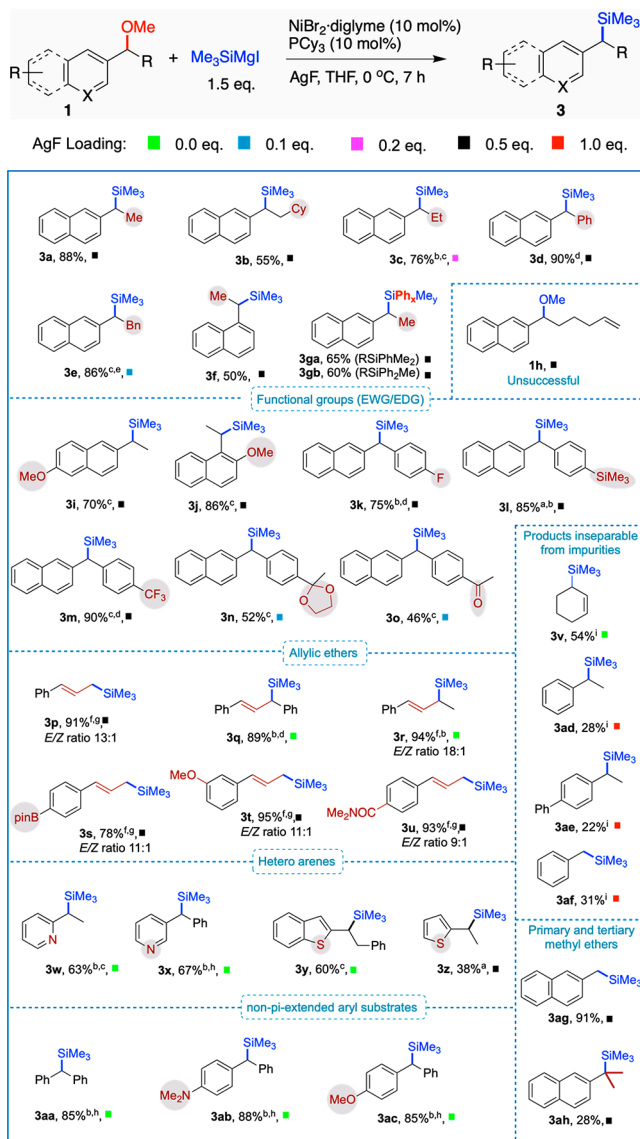 OMe
R
R
X
1
+
Me3SiMgI
1.5 eq.
NiBr2·diglyme (10 mol%)
PCy3 (10 mol%)
AgF, THF, 0 °C, 7 h
SiMe3
R
R
X
3
AgF Loading: 0.0 eq. 0.1 eq. 0.2 eq. 0.5 eq. 1.0 eq.
SiMe3
Me
3a, 88%,
SiMe3
Cy
3b, 55%,
SiMe3
Et
3c, 76%b,c,
SiMe3
Ph
3d, 90%d,
SiMe3
Bn
3e, 86%c,e,
Me
SiMe3
3f, 50%,
SiPhxMey
Me
3ga, 65% (RSiPhMe2)
3gb, 60% (RSiPh2Me)
OMe
1h,
Unsuccessful
Functional groups (EWG/EDG)
SiMe3
MeO
3i, 70%c,
SiMe3
OMe
3j, 86%c,
SiMe3
F
3k, 75%b,d,
SiMe3
SiMe3
3l, 85%a,b,
SiMe3
CF3
3m, 90%c,d,
SiMe3
O
O
3n, 52%c,
SiMe3
O
3o, 46%c,
Allylic ethers
Ph
SiMe3
3p, 91%f,g,
E/Z ratio 13:1
SiMe3
Ph
Ph
3q, 89%b,d,
SiMe3
Ph
3r, 94%f,b,
E/Z ratio 18:1
pinB
SiMe3
3s, 78%f,g,
E/Z ratio 11:1
MeO
SiMe3
3t, 95%f,g,
E/Z ratio 11:1
Me2NOC
SiMe3
3u, 93%f,g,
E/Z ratio 9:1
Hetero arenes
SiMe3
N
3w, 63%b,c,
SiMe3
Ph
N
3x, 67%b,h,
SiMe3
S
Ph
3y, 60%c,
SiMe3
S
3z, 38%a,
non-pi-extended aryl substrates
SiMe3
Ph
Ph
3aa, 85%b,h,
SiMe3
Ph
Me2N
3ab, 88%b,h,
SiMe3
Ph
MeO
3ac, 85%b,h,
Products inseparable
from impurities
SiMe3
3v, 54%i,
SiMe3
3ad, 28%i,
SiMe3
Ph
3ae, 22%i,
SiMe3
3af, 31%i,
Primary and tertiary
methyl ethers
SiMe3
3ag, 91%,
SiMe3
3ah, 28%,